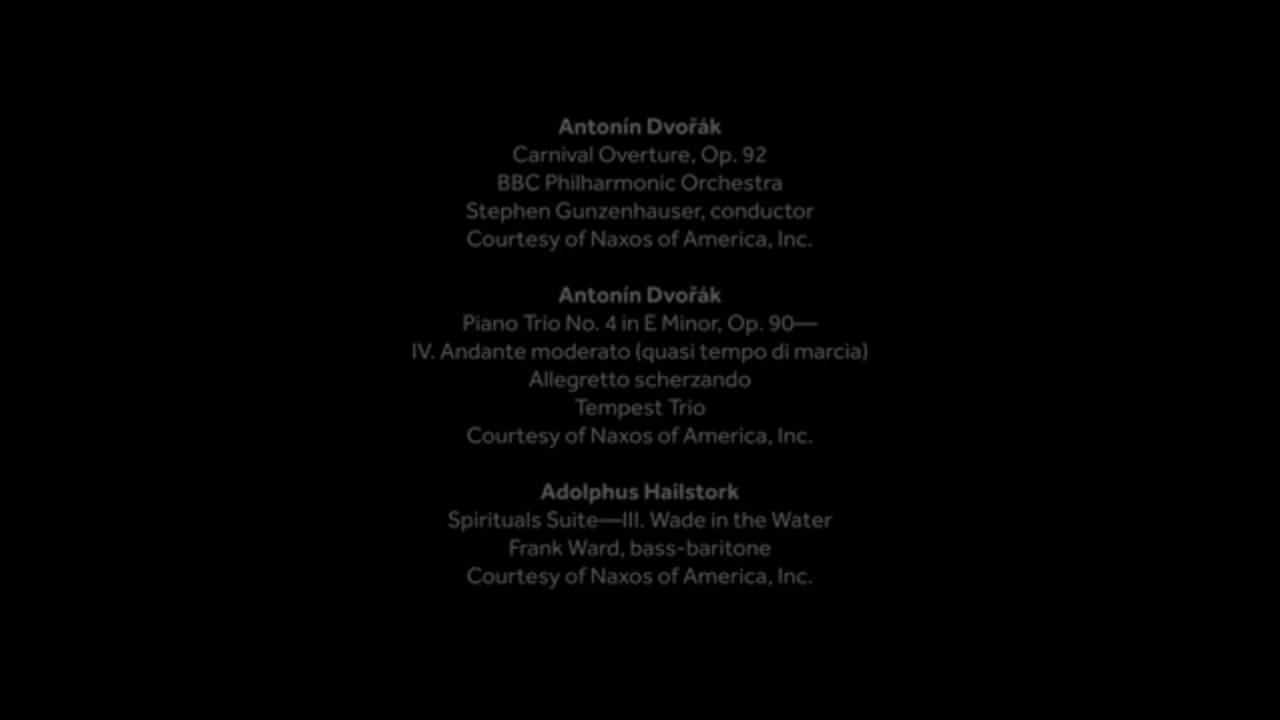 Antonín Dvořák
Carnival Overture, Op. 92
BBC Philharmonic Orchestra
Stephen Gunzenhauser, conductor
Courtesy of Naxos of America, Inc.
Antonín Dvořák
Piano Trio No. 4 in E Minor, Op. 90—
IV. Andante moderato (quasi tempo di marcia)
Allegretto scherzando
Tempest Trio
Courtesy of Naxos of America, Inc.
Adolphus Hailstork
Spirituals Suite—III. Wade in the Water
Frank Ward, bass-baritone
Courtesy of Naxos of America, Inc.